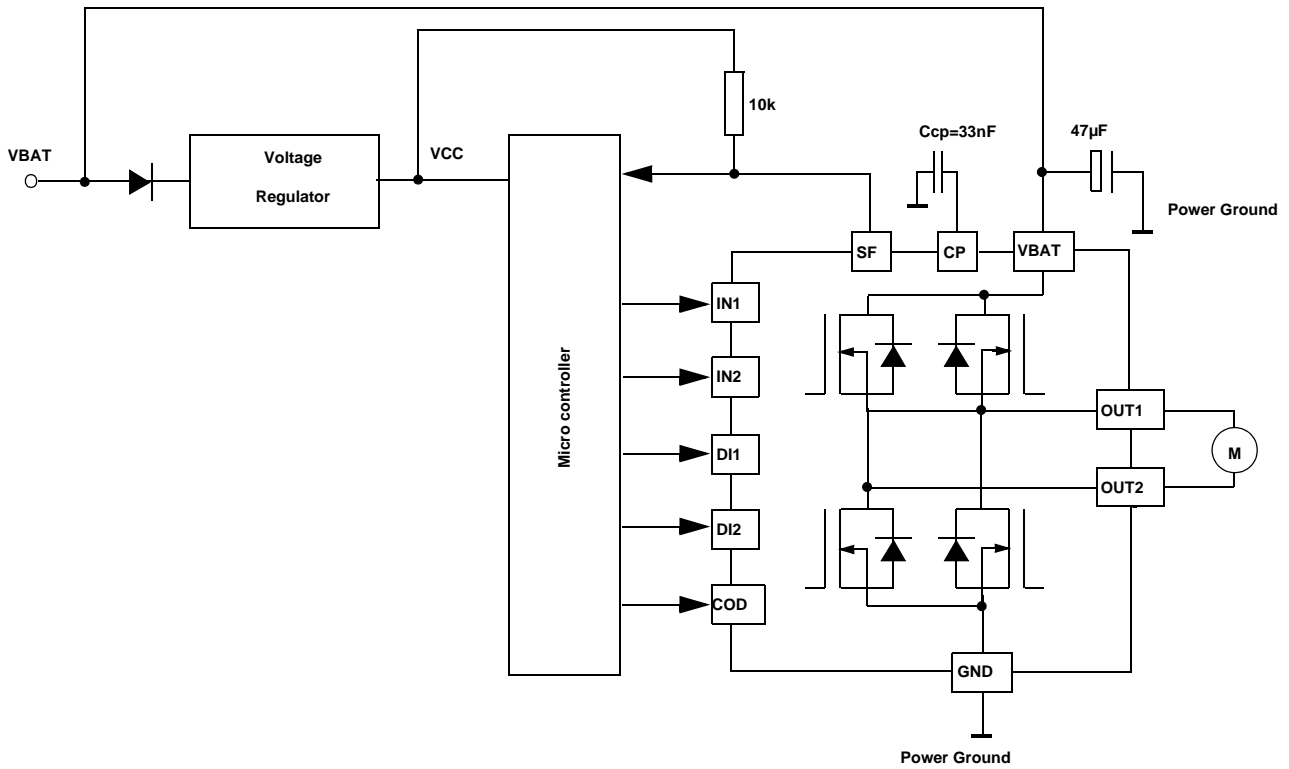 10k
Ccp=33nF
47µF
VBAT
Voltage
Regulator
VCC
Power Ground
SF
CP
VBAT
IN1
IN2
DI1
DI2
COD
Micro controller
OUT1
OUT2
M
GND
Power Ground